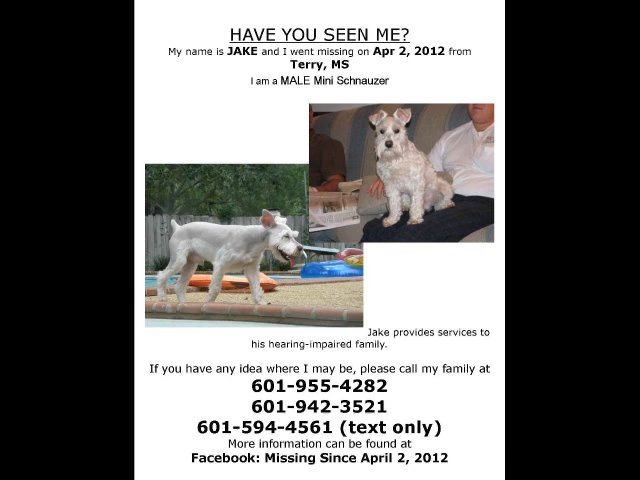 HAVE YOU SEEN ME?
My name is JAKE and I went missing on Apr 2, 2012 from
Terry, MS
I am a MALE Mini Schnauzer
Jake provides services to
his hearing-impaired family.
If you have any idea where I may be, please call my family at
601-955-4282
601-942-3521
601-594-4561 (text only)
More information can be found at
Facebook: Missing Since April 2, 2012